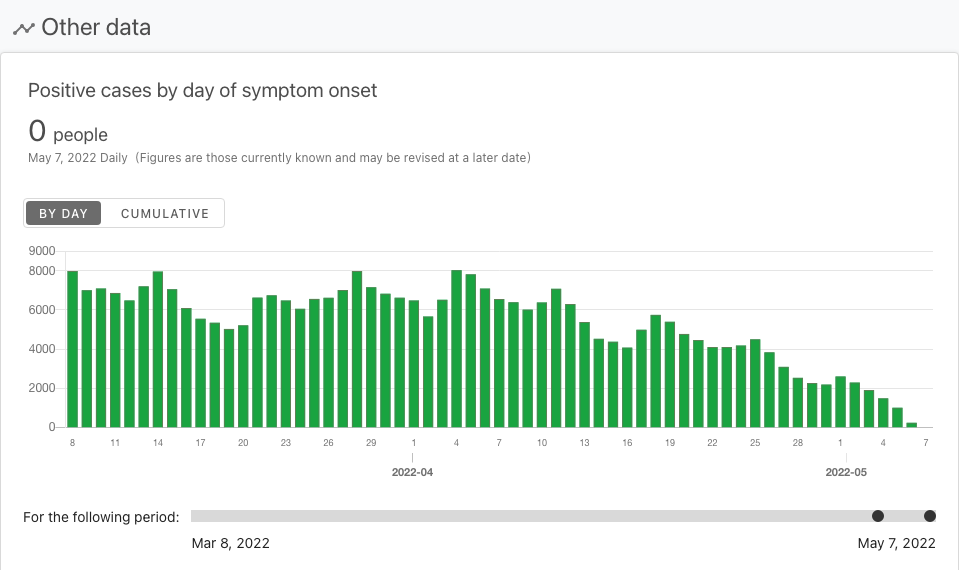 Other data
Positive cases by day of symptom onset
0 people
May 7, 2022 Daily (Figures are those currently known and may be revised at a later date)
BY DAY CUMULATIVE
9000
8000
6000
4000
2000
0
8 11 14 17 20 23 26 29 1 4 7 10 13 16 19 22 25 28 1 4 7
2022-04 2022-05
For the following period:
Mar 8, 2022 May 7, 2022